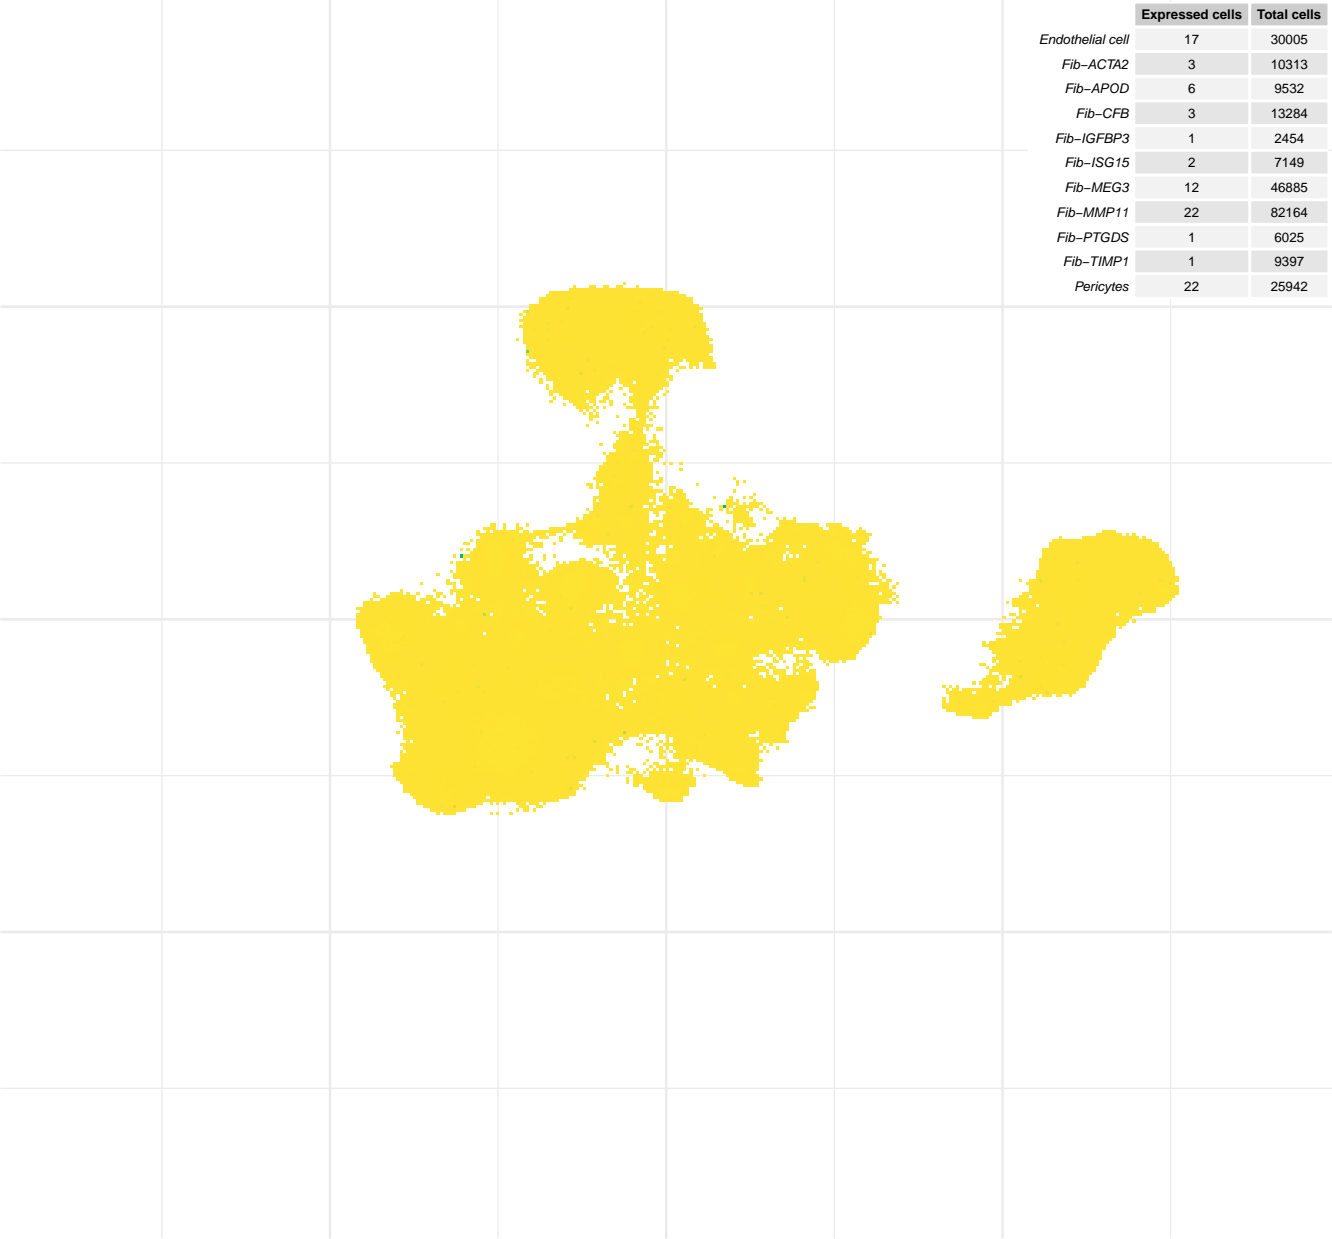 Expressed cells Total cells
Endothelial cell 17 30005
Fib−ACTA2 3 10313
Fib−APOD 6 9532
Fib−CFB 3 13284
Fib−IGFBP3 1 2454
Fib−ISG15 2 7149
Fib−MEG3 12 46885
Fib−MMP11 22 82164
Fib−PTGDS 1 6025
Fib−TIMP1 1 9397
Pericytes 22 25942